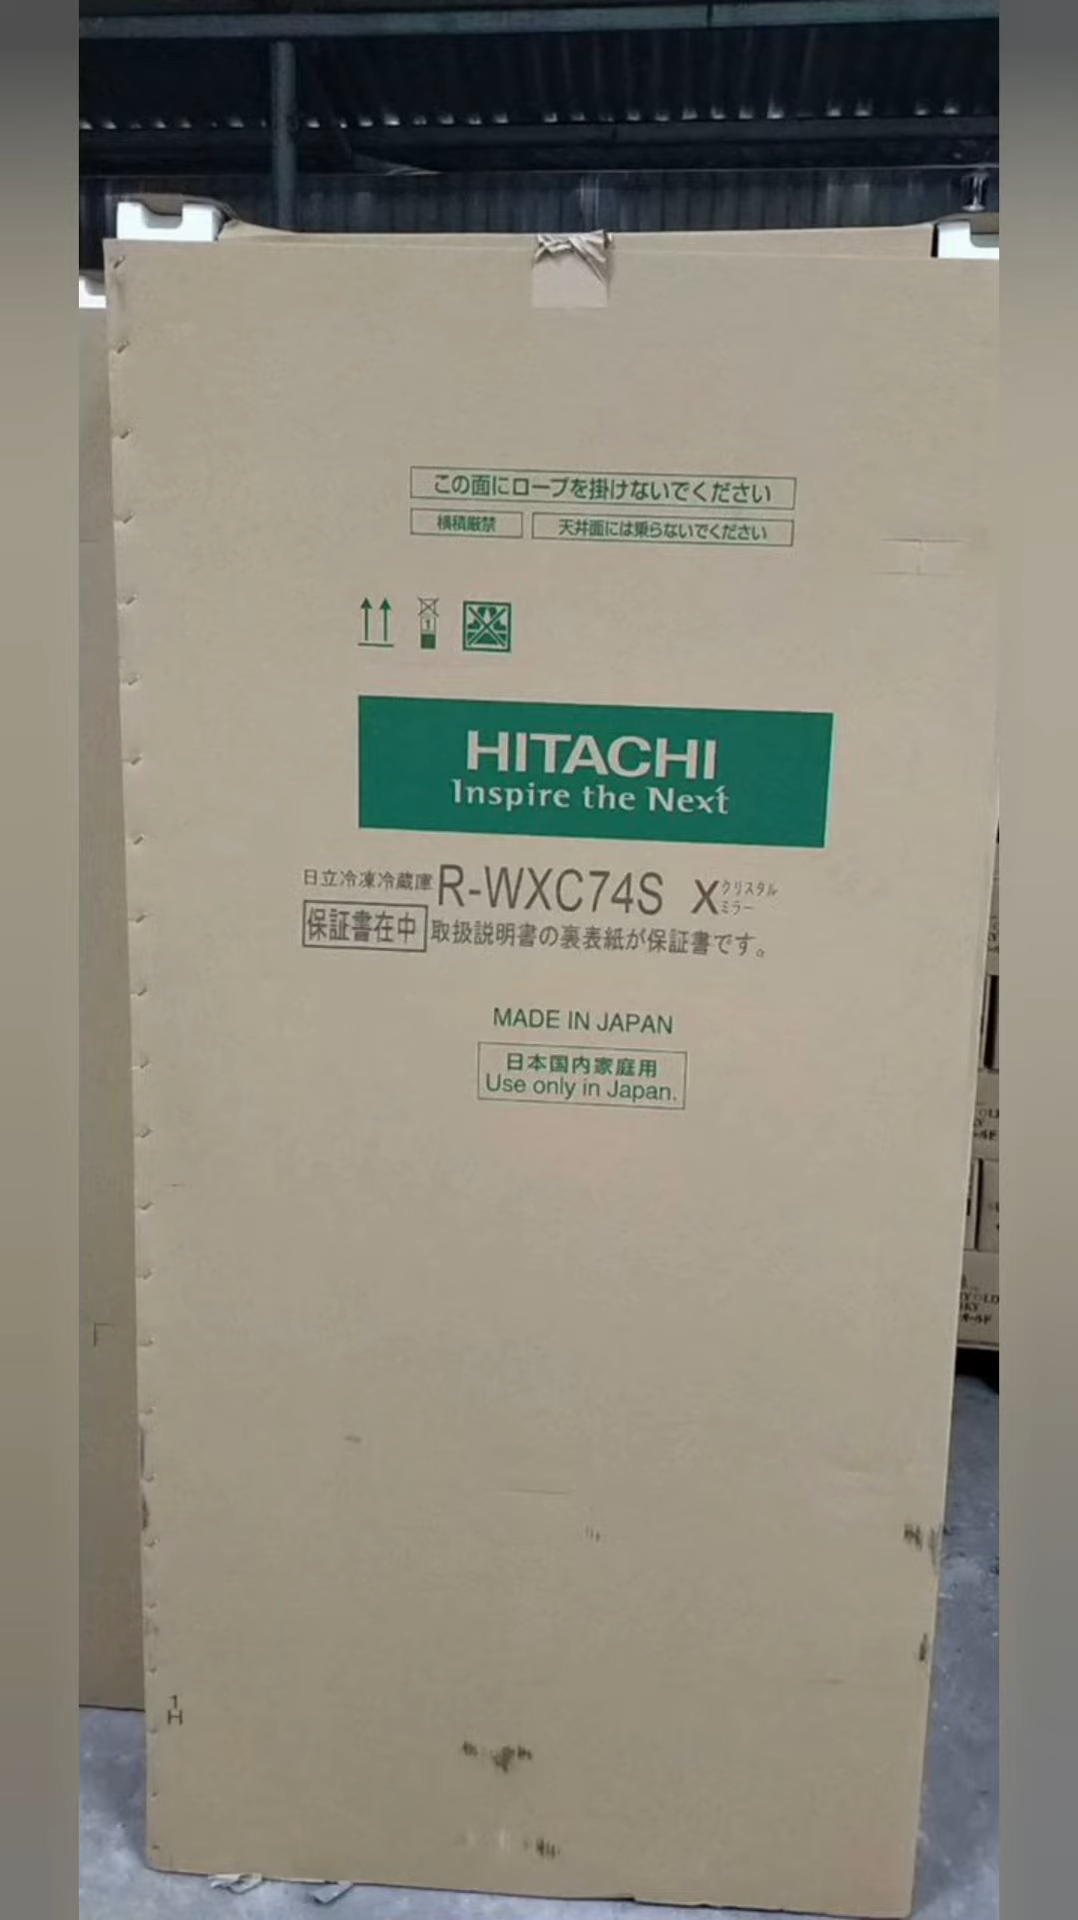 この面にロープを掛けないでください
横積厳禁 天井面には乗らないでください
1
HITACHI
Inspire the Next
日立冷凍冷蔵庫 R-WXC74S X クリスタル
ミラー
保証書在中 取扱説明書の裏表紙が保証書です。
MADE IN JAPAN
日本国内家庭用
Use only in Japan.
1
H